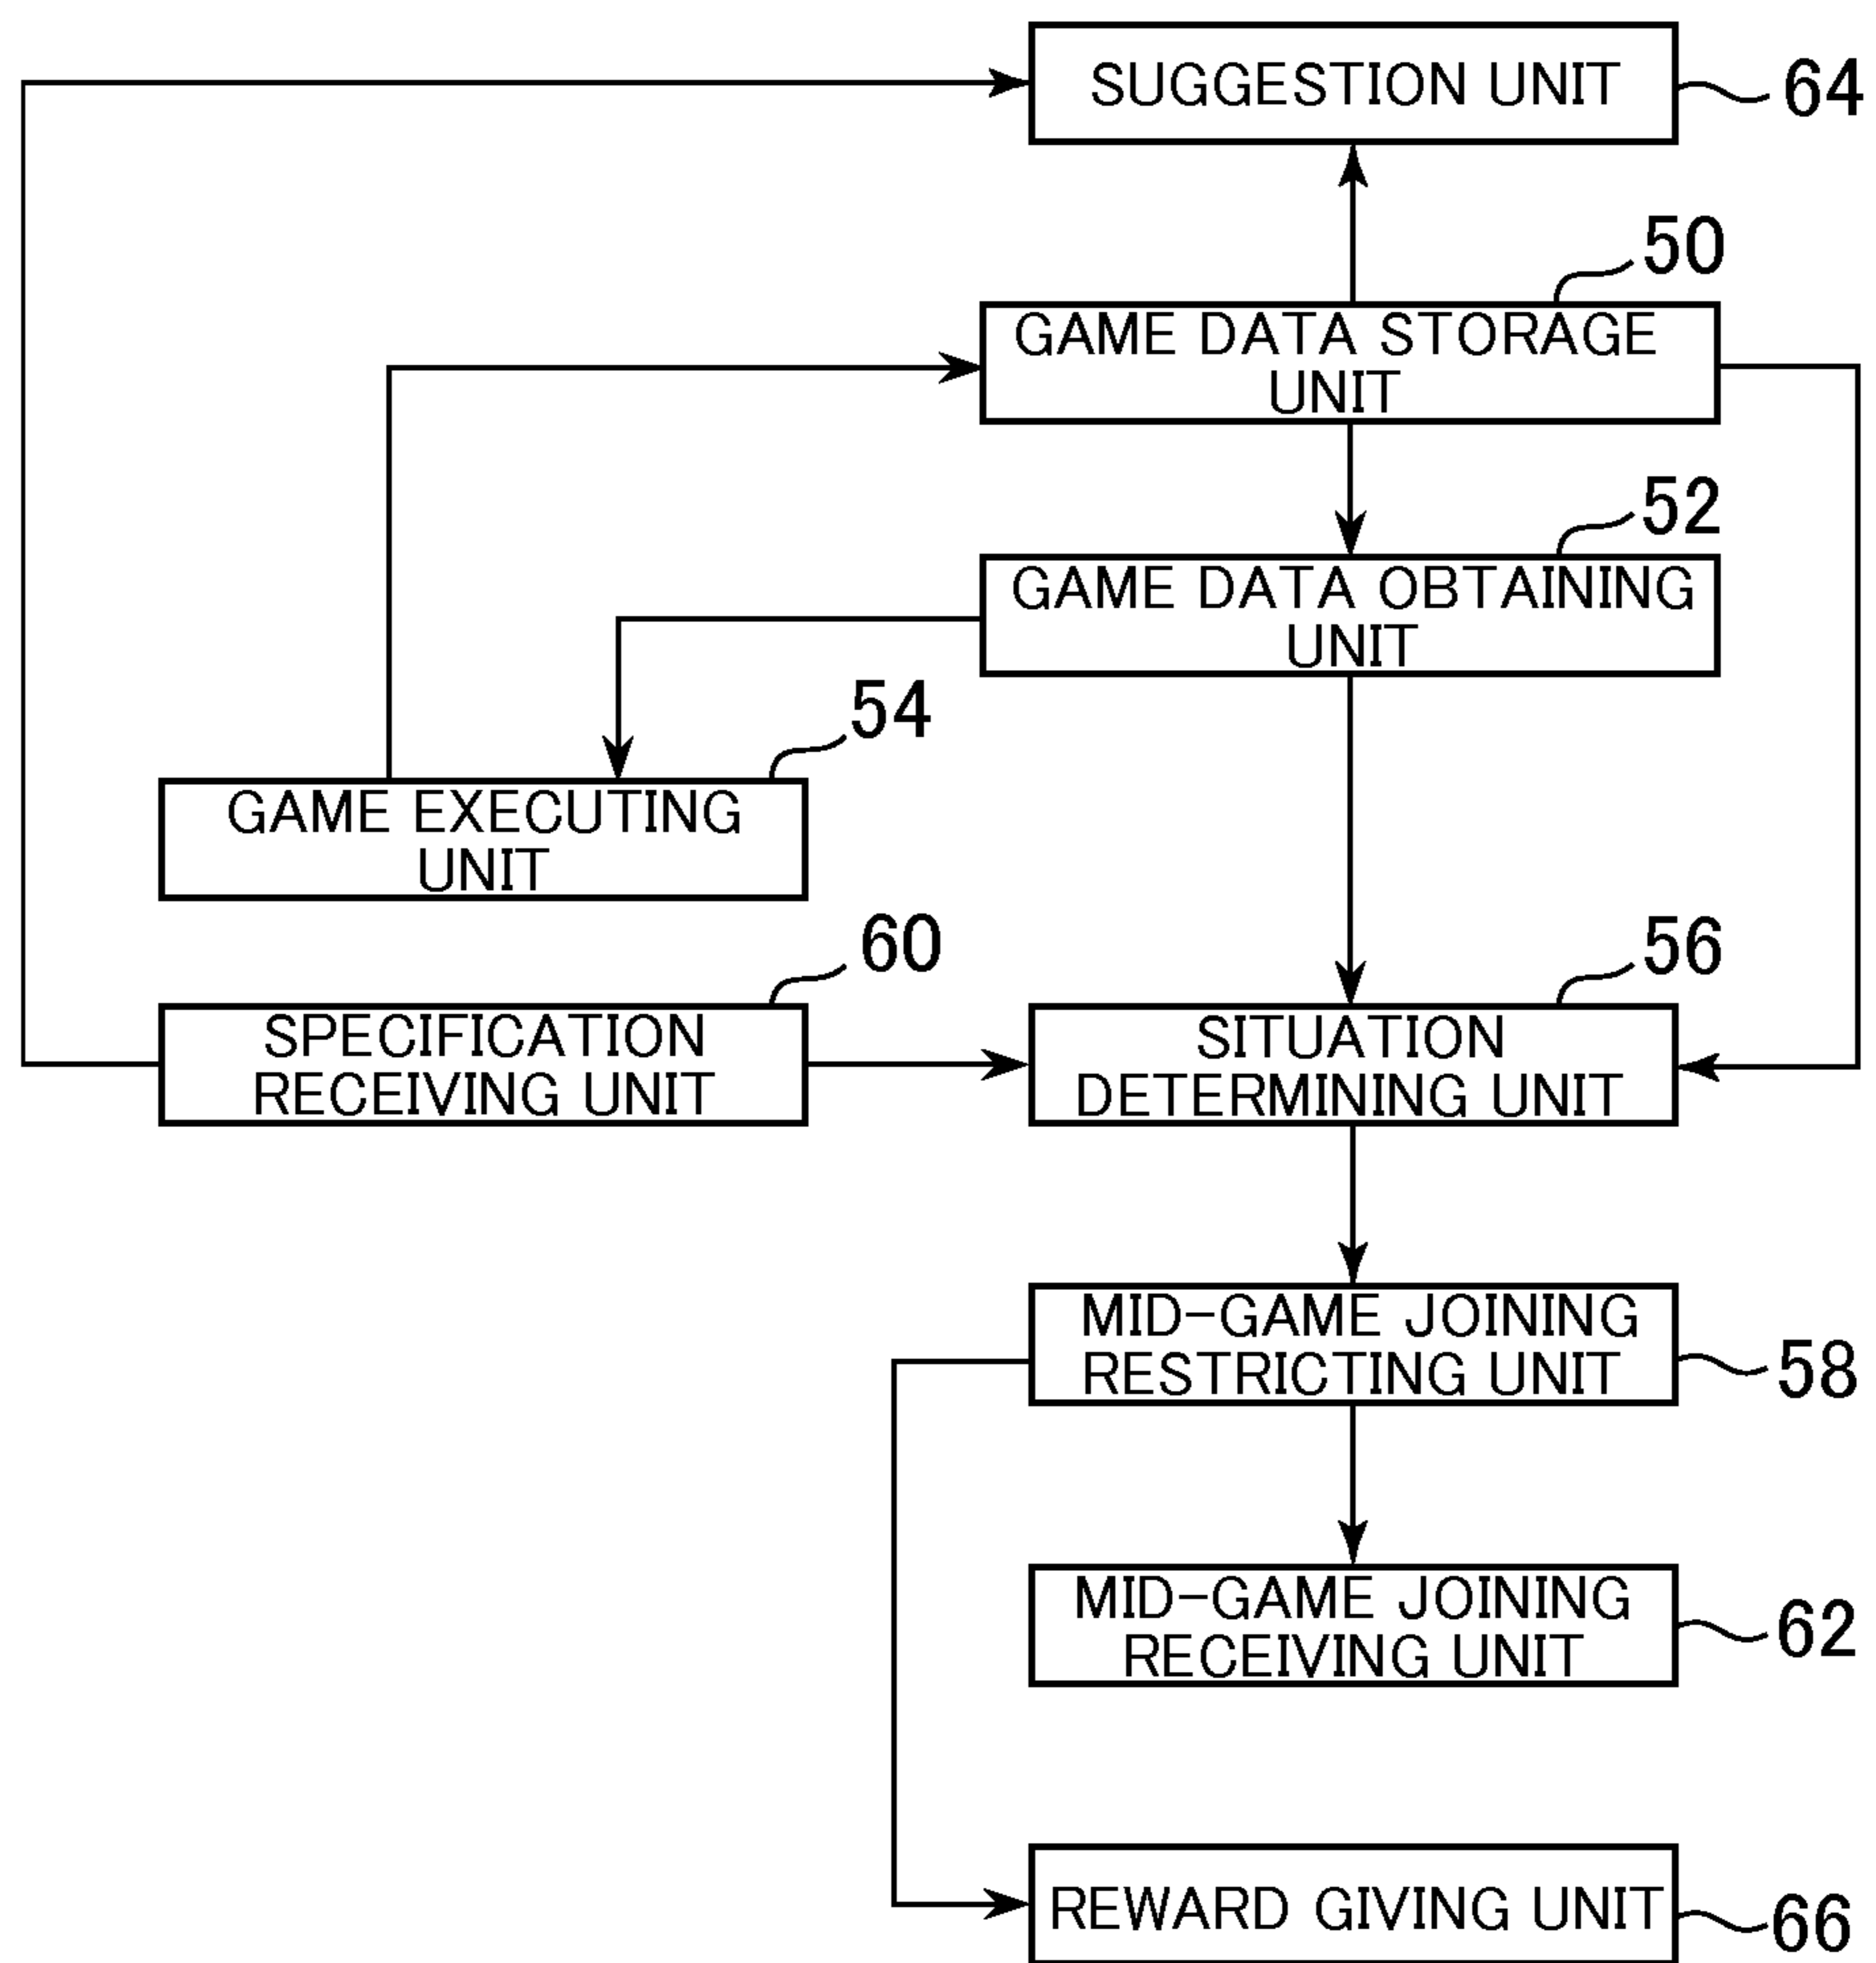 SUGGESTION UNIT
64
50
GAME DATA STORAGE
UNIT
52
GAME DATA OBTAINING
UNIT
54
GAME EXECUTING
UNIT
60
SPECIFICATION
RECEIVING UNIT
56
SITUATION
DETERMINING UNIT
MID-GAME JOINING
RESTRICTING UNIT
58
MID-GAME JOINING
RECEIVING UNIT
62
REWARD GIVING UNIT
66